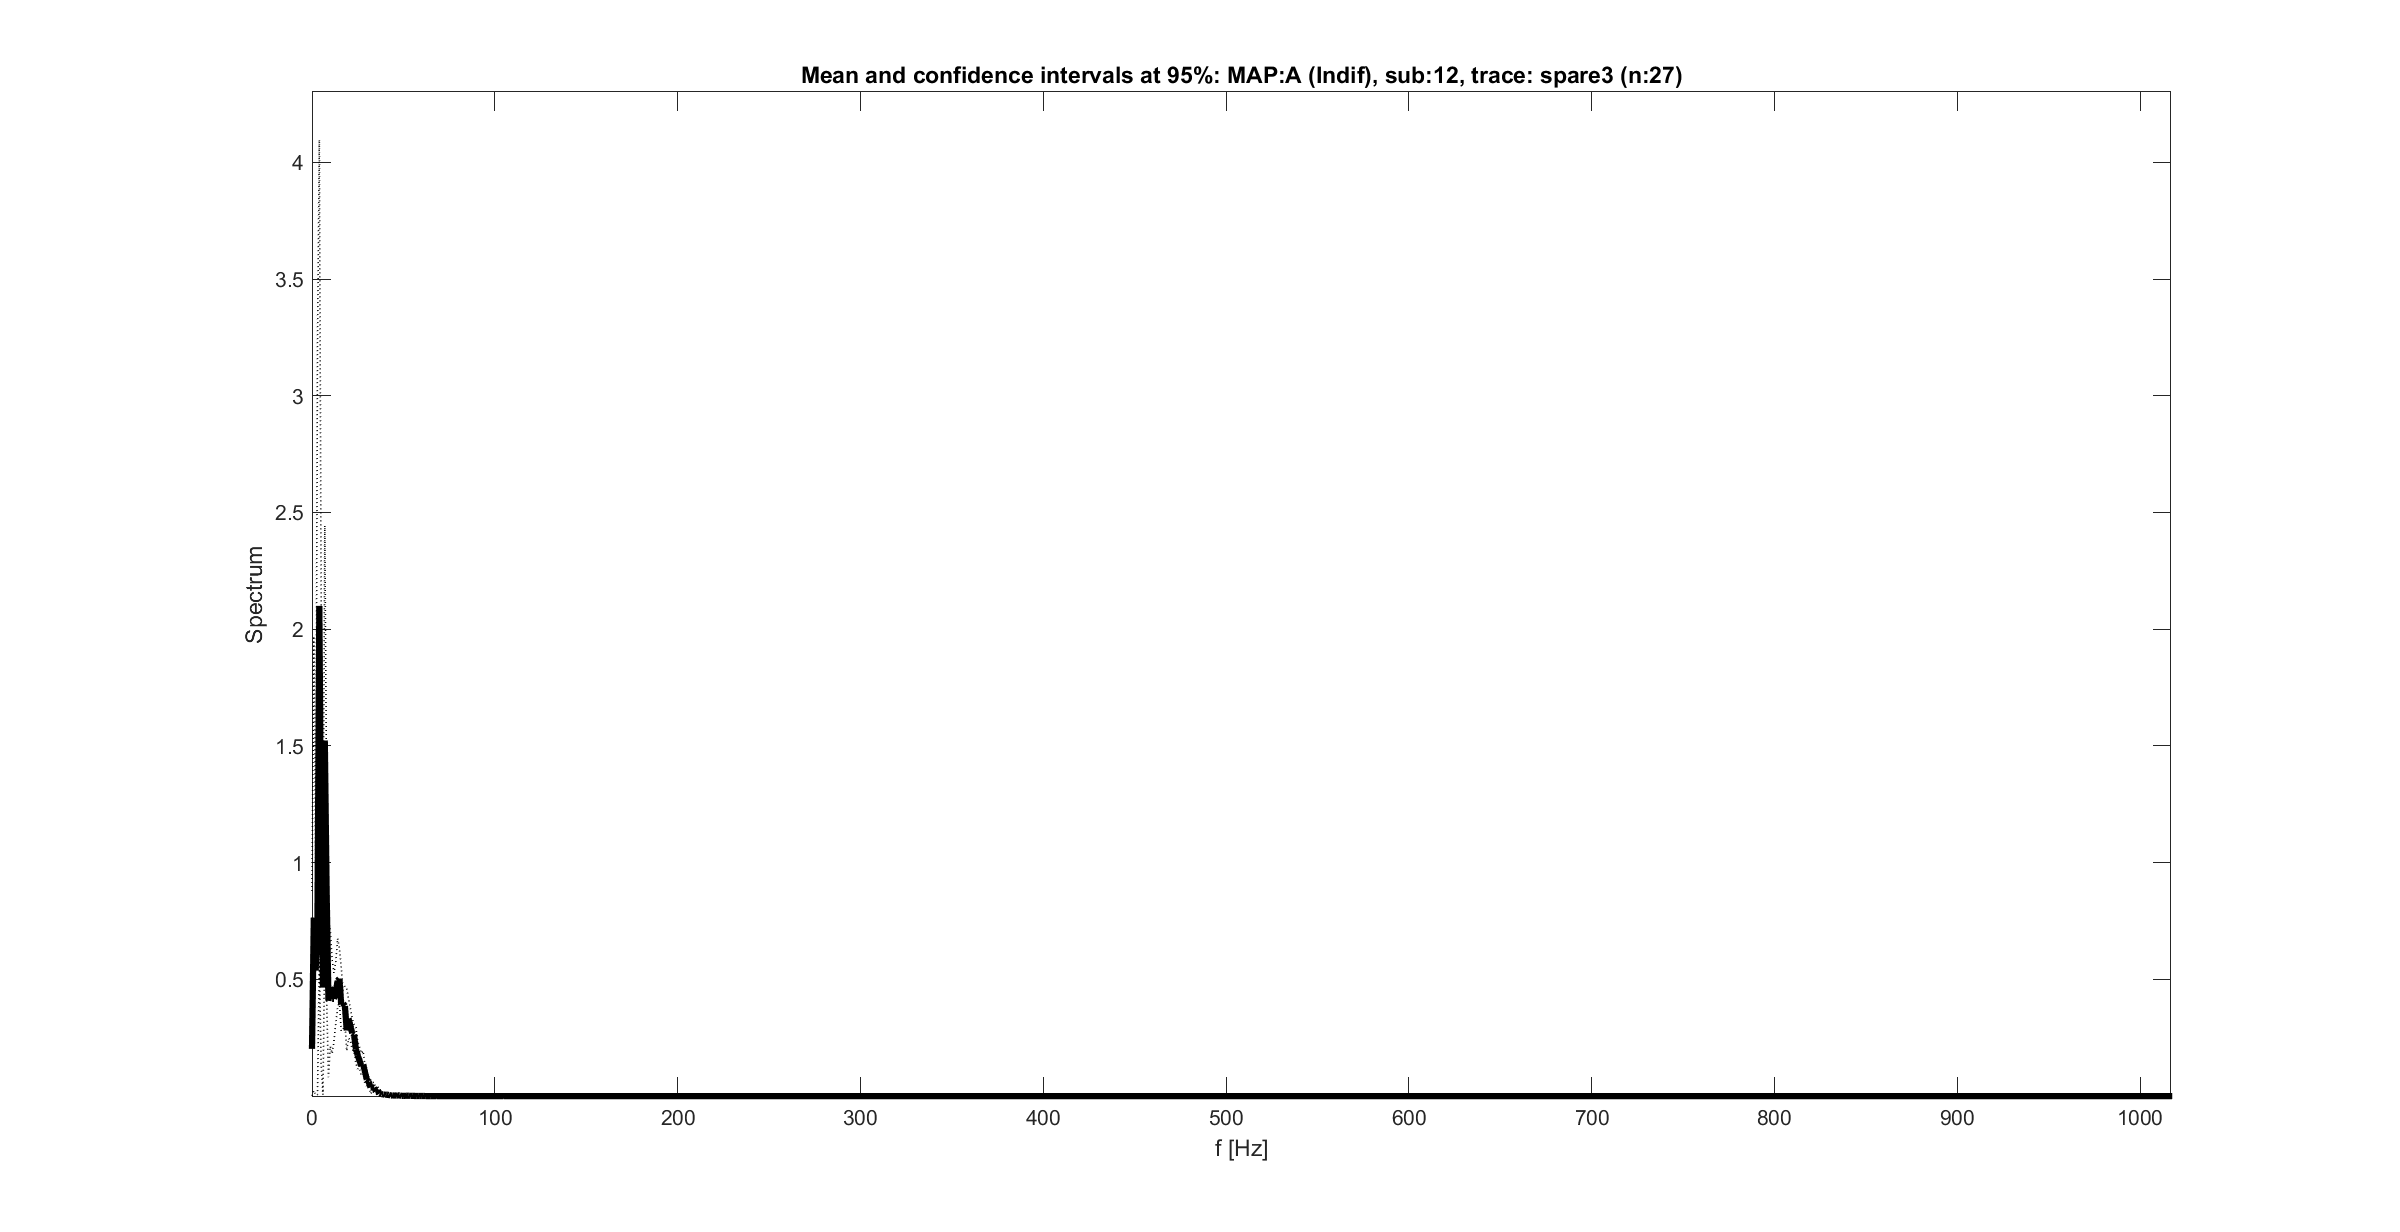 Mean and confidence intervals at 95%: MAP:A (Indif), sub:12, trace: spare3 (n:27)
4
3.5
3
2.5
2
1.5
1
0.5
Spectrum
0 100 200 300 400 500 600 700 800 900 1000
f [Hz]